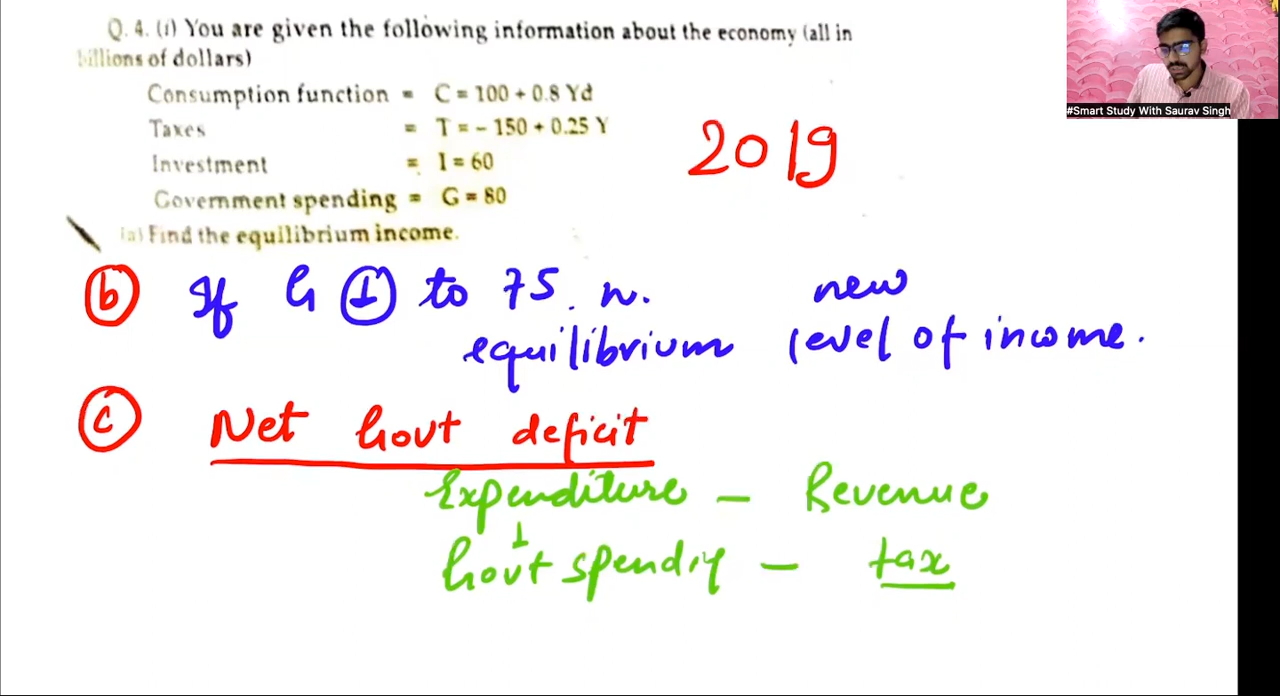 Q. 4. (i) You are given the following information about the economy (all in
billions of dollars)
Consumption function = C = 100 + 0.8 Yd
Taxes = T = - 150 + 0.25 Y
Investment = I = 60
Government spending = G = 80
(a) Find the equilibrium income.
2019
#Smart Study With Saurav Singh
(b) If G ↓ to 75. n. new
equilibrium level of income.
(c) Net Govt deficit
Expenditure - Revenue
↓
Govt spending - tax